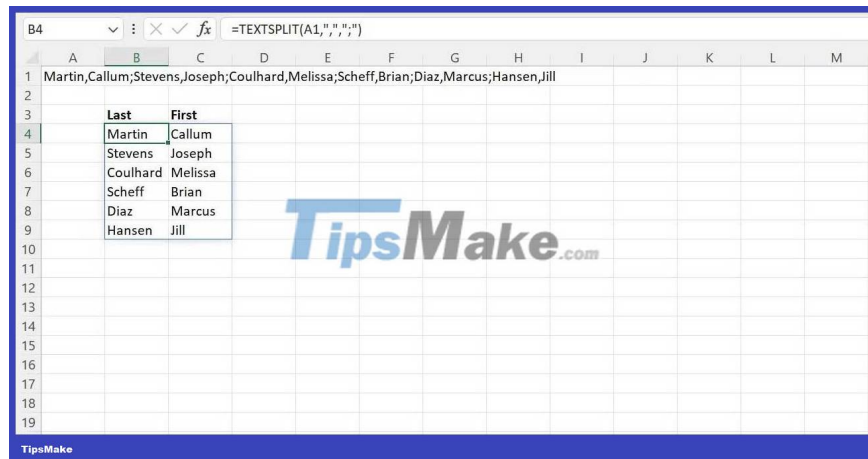 B4 fx =TEXTSPLIT(A1,",",";")
A B C D E F G H I J K L M
1 Martin,Callum;Stevens,Joseph;Coulhard,Melissa;Scheff,Brian;Diaz,Marcus;Hansen,Jill
2
3 Last First
4 Martin Callum
5 Stevens Joseph
6 Coulhard Melissa
7 Scheff Brian
8 Diaz Marcus
9 Hansen Jill
TipsMake.com
10
11
12
13
14
15
16
17
18
19
TipsMake